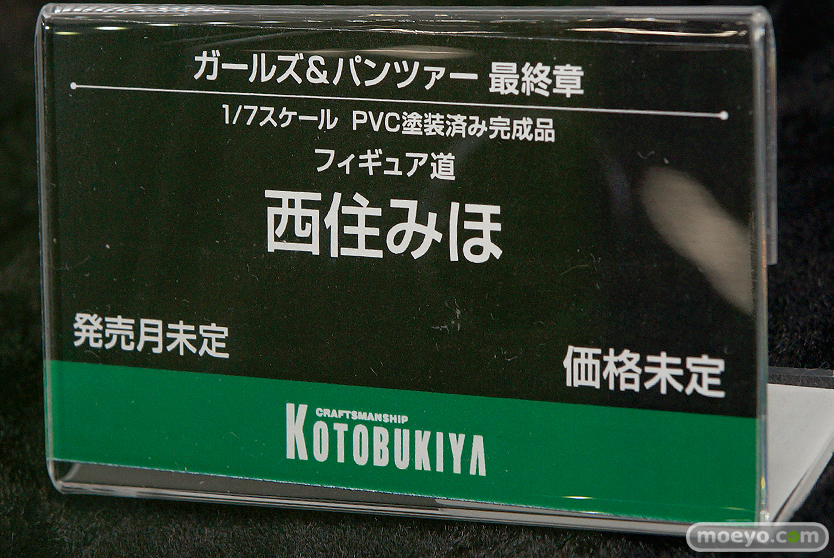 ガールズ&パンツァー 最終章
1/7スケール PVC塗装済み完成品
フィギュア道
西住みほ
発売月未定
価格未定
CRAFTSMANSHIP
KOTOBUKIYA
moeyo.com